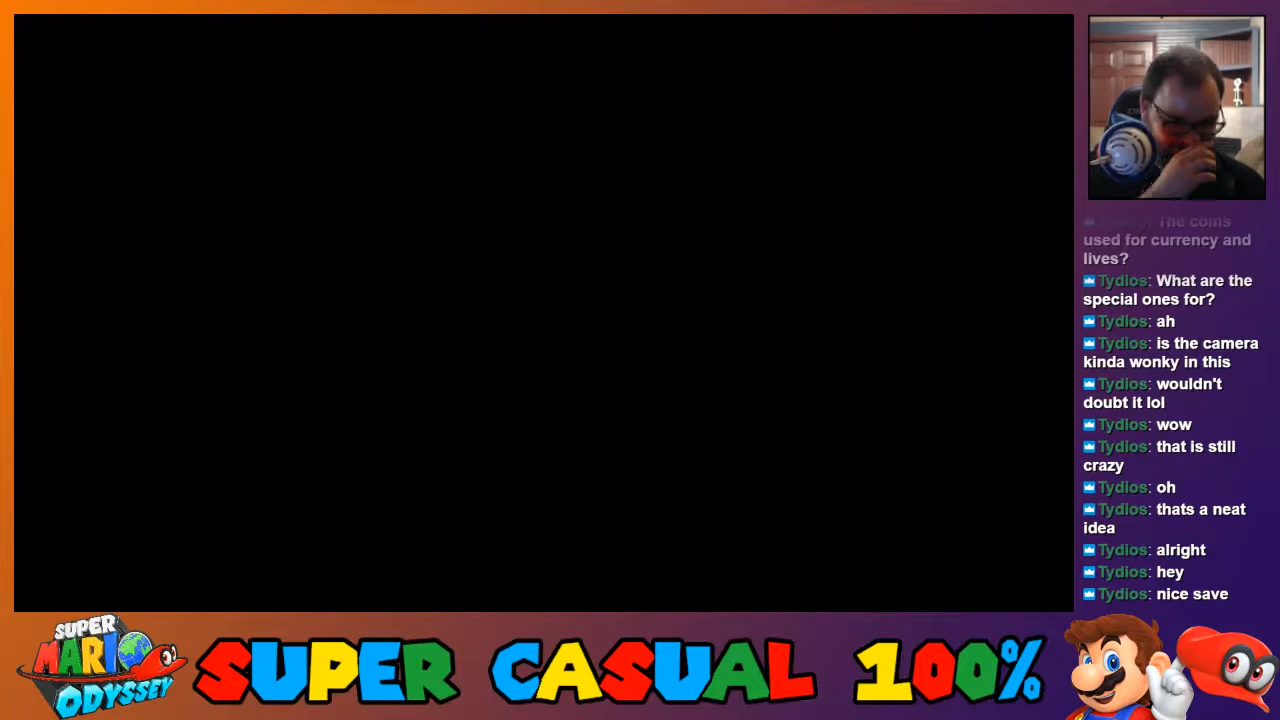 The coins
used for currency and
lives?
Tydios: What are the
special ones for?
Tydios: ah
Tydios: is the camera
kinda wonky in this
Tydios: wouldn't
doubt it lol
Tydios: wow
Tydios: that is still
crazy
Tydios: oh
Tydios: thats a neat
idea
Tydios: alright
Tydios: hey
Tydios: nice save
SUPER
MARIO
ODYSSEY
SUPER CASUAL 100%